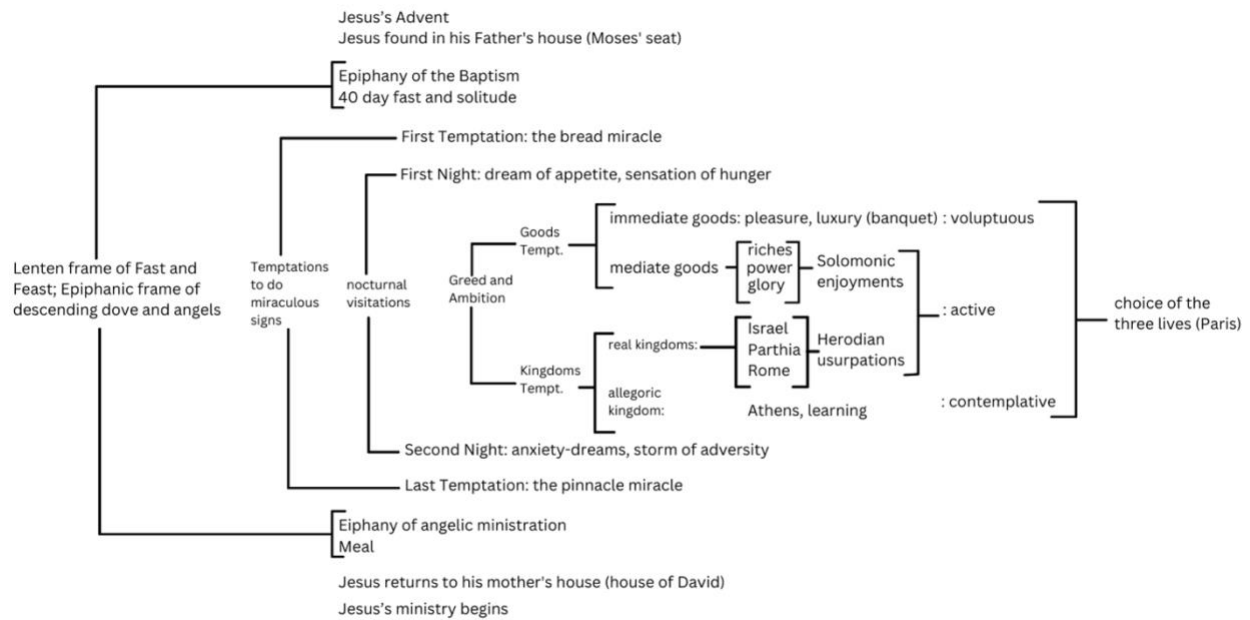 Jesus’s Advent
Jesus found in his Father's house (Moses' seat)
Epiphany of the Baptism
40 day fast and solitude
First Temptation: the bread miracle
First Night: dream of appetite, sensation of hunger
Lenten frame of Fast and
Feast; Epiphanic frame of
descending dove and angels
Temptations
to do
miraculous
signs
nocturnal
visitations
Greed and
Ambition
Goods
Tempt.
immediate goods: pleasure, luxury (banquet) : voluptuous
mediate goods
riches
power
glory
Solomonic
enjoyments
: active
choice of the
three lives (Paris)
Kingdoms
Tempt.
real kingdoms:
Israel
Parthia
Rome
Herodian
usurpations
allegoric
kingdom:
Athens, learning
: contemplative
Second Night: anxiety-dreams, storm of adversity
Last Temptation: the pinnacle miracle
Eiphany of angelic ministration
Meal
Jesus returns to his mother's house (house of David)
Jesus’s ministry begins